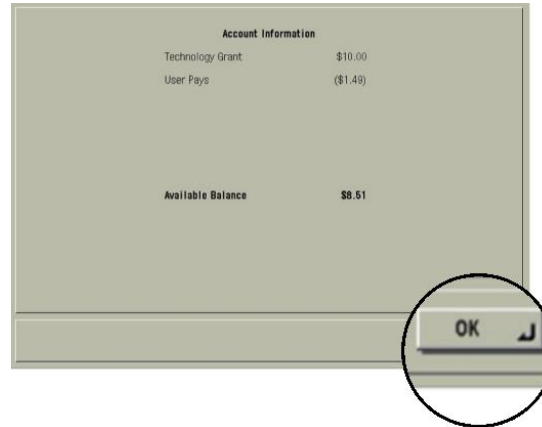 Account Information
Technology Grant $10.00
User Pays ($1.49)
Available Balance $8.51
OK